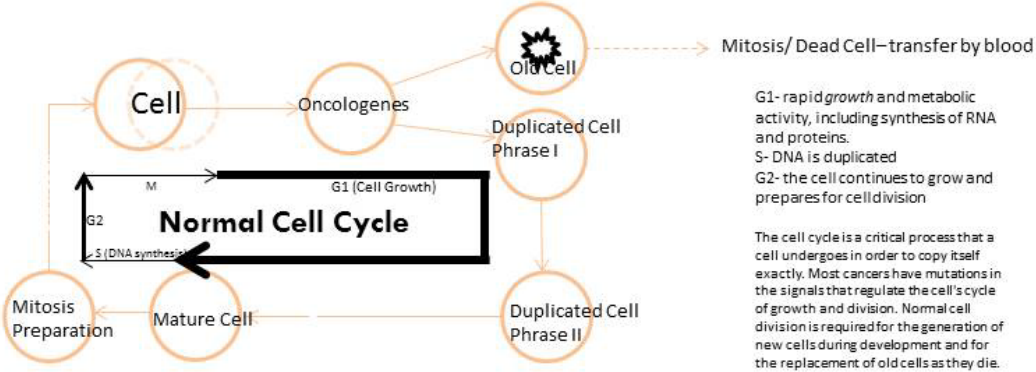 Mitosis/ Dead Cell– transfer by blood
Old Cell
Cell
Oncologenes
Duplicated Cell
Phrase I
G1- rapid growth and metabolic
activity, including synthesis of RNA
and proteins.
S- DNA is duplicated
G2- the cell continues to grow and
prepares for cell division
M
G1 (Cell Growth)
G2
Normal Cell Cycle
S (DNA synthesis)
The cell cycle is a critical process that a
cell undergoes in order to copy itself
exactly. Most cancers have mutations in
the signals that regulate the cell's cycle
of growth and division. Normal cell
division is required for the generation of
new cells during development and for
the replacement of old cells as they die.
Mitosis
Preparation
Mature Cell
Duplicated Cell
Phrase II